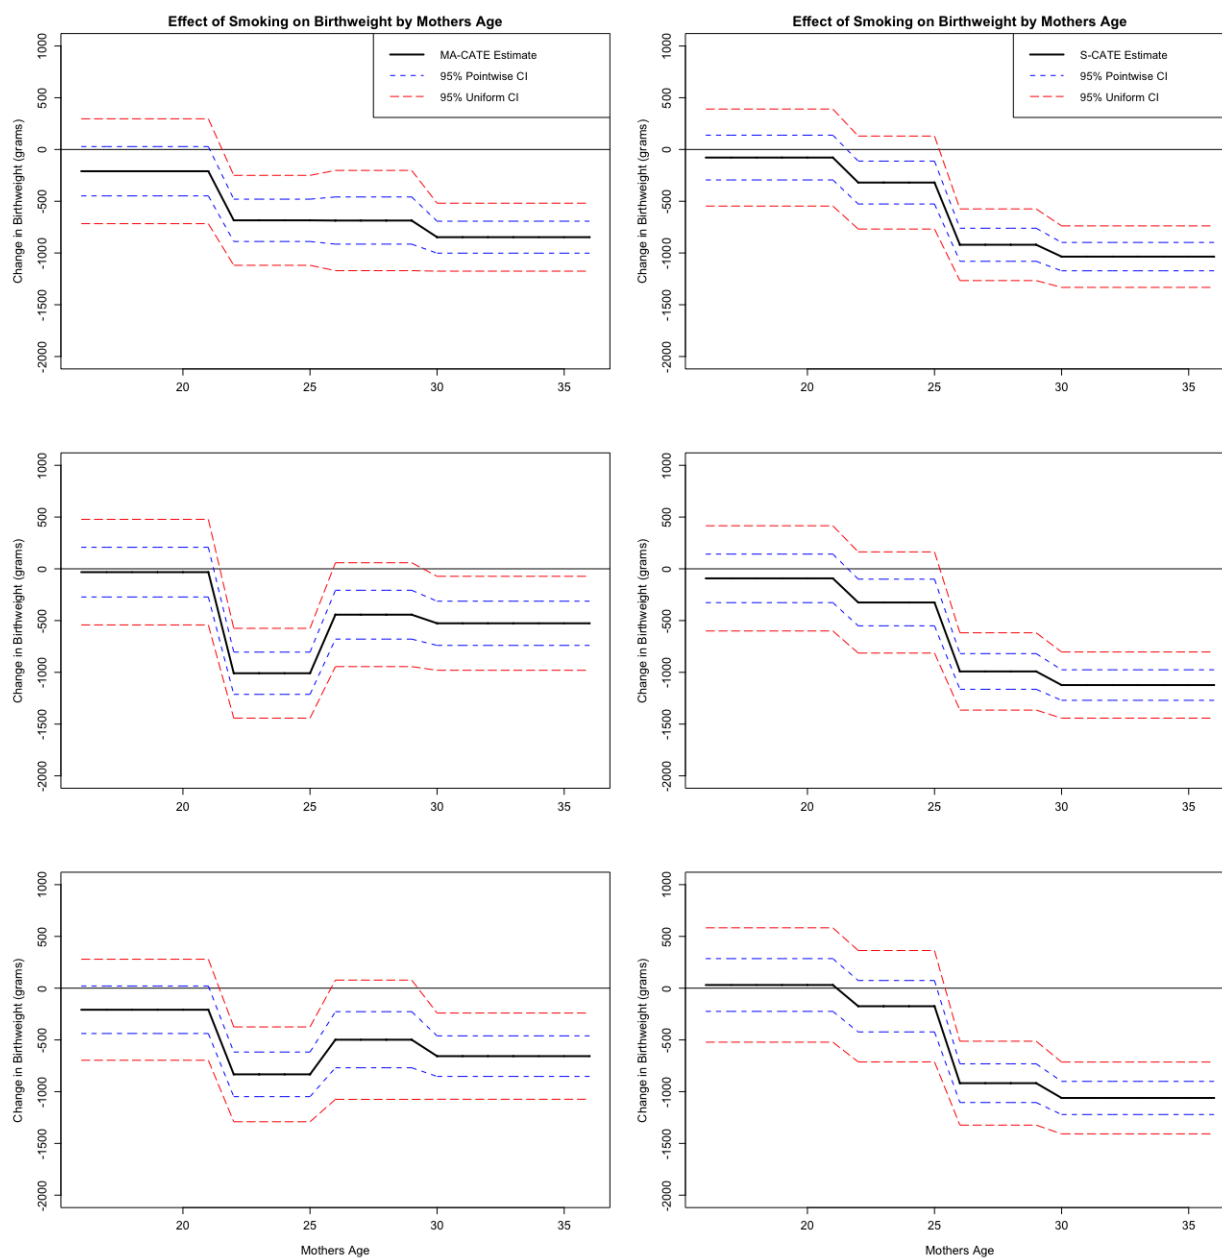 Effect of Smoking on Birthweight by Mothers Age
MA-CATE Estimate
95% Pointwise CI
95% Uniform CI
Change in Birthweight (grams)
1000
500
0
-500
-1000
-1500
-2000
20 25 30 35
Effect of Smoking on Birthweight by Mothers Age
S-CATE Estimate
95% Pointwise CI
95% Uniform CI
Change in Birthweight (grams)
1000
500
0
-500
-1000
-1500
-2000
20 25 30 35
Change in Birthweight (grams)
1000
500
0
-500
-1000
-1500
-2000
20 25 30 35
Change in Birthweight (grams)
1000
500
0
-500
-1000
-1500
-2000
20 25 30 35
Change in Birthweight (grams)
1000
500
0
-500
-1000
-1500
-2000
20 25 30 35
Mothers Age
Change in Birthweight (grams)
1000
500
0
-500
-1000
-1500
-2000
20 25 30 35
Mothers Age